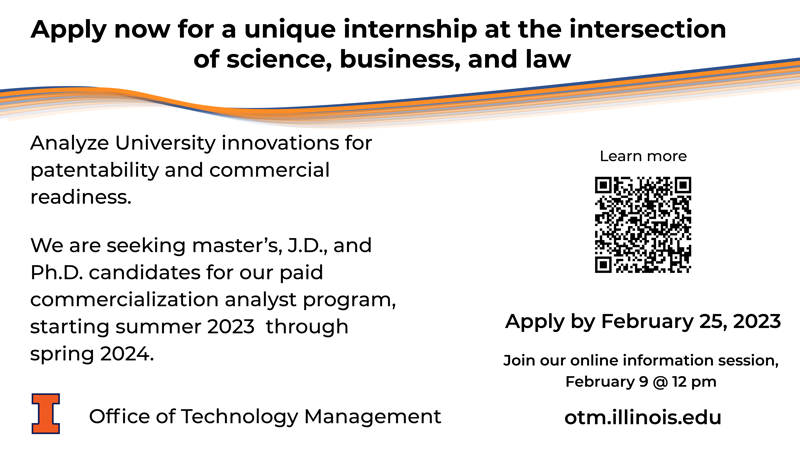 Apply now for a unique internship at the intersection
of science, business, and law
Analyze University innovations for
patentability and commercial
readiness.
We are seeking master's, J.D., and
Ph.D. candidates for our paid
commercialization analyst program,
starting summer 2023 through
spring 2024.
Office of Technology Management
Learn more
Apply by February 25, 2023
Join our online information session,
February 9 @ 12 pm
otm.illinois.edu